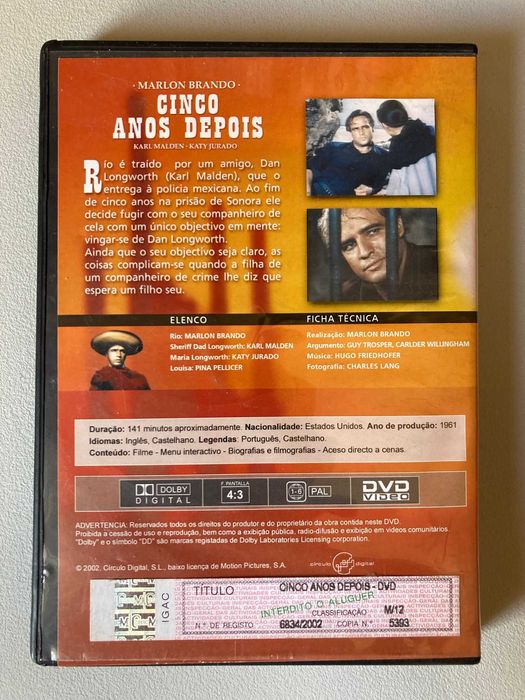 · MARLON BRANDO ·
CINCO
ANOS DEPOIS
KARL MALDEN - KATY JURADO
Río é traido por um amigo, Dan
Longworth (Karl Malden), que o
entrega à policia mexicana. Ao fim
de cinco anos na prisão de Sonora ele
decide fugir com o seu companheiro de
cela com um único objectivo em mente:
vingar-se de Dan Longworth.
Ainda que o seu objectivo seja claro, as
coisas complicam-se quando a filha de
um companheiro de crime lhe diz que
espera um filho seu.
ELENCO
Rio: MARLON BRANDO
Sheriff Dad Longworth: KARL MALDEN
Maria Longworth: KATY JURADO
Louisa: PINA PELLICER
FICHA TÉCNICA
Realização: MARLON BRANDO
Argumento: GUY TROSPER, CARLDER WILLINGHAM
Música: HUGO FRIEDHOFER
Fotografia: CHARLES LANG
Duração: 141 minutos aproximadamente. Nacionalidade: Estados Unidos. Ano de produção: 1961
Idiomas: Inglês, Castelhano. Legendas: Português, Castelhano.
Conteúdo: Filme - Menu interactivo - Biografias e filmografias - Aceso directo a cenas.
DOLBY
DIGITAL
F. PANTALLA
4:3
1-6
PAL
DVD
VIDEO
ADVERTENCIA: Reservados todos os direitos do produtor e do proprietário da obra contida neste DVD.
Proibida a cessão de uso e reprodução, bem como a exibição pública, radio-difusão e exibição em vídeos comunitários.
"Dolby" e o símbolo "DD" são marcas registadas de Dolby Laboratories Licensing corporation.
© 2002. Círculo Digital, S.L., baixo licença de Motion Pictures, S.A.
círculo digital
IGAC
TÍTULO CINCO ANOS DEPOIS - DVD
INTERDITO O ALUGUER
CLASSIFICAÇÃO M/12
N.º DE REGISTO 6834/2002 COPIA N.º 5393